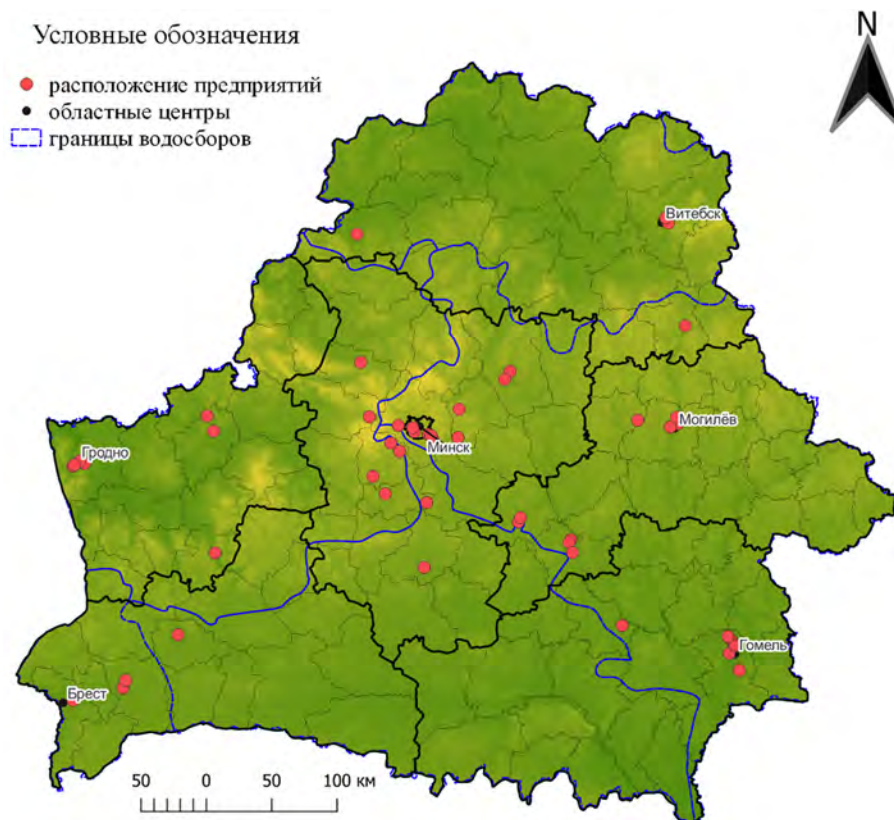 Условные обозначения
расположение предприятий
областные центры
границы водосборов
N
Витебск
Могилёв
Минск
Гродно
Гомель
Брест
50 0 50 100 км